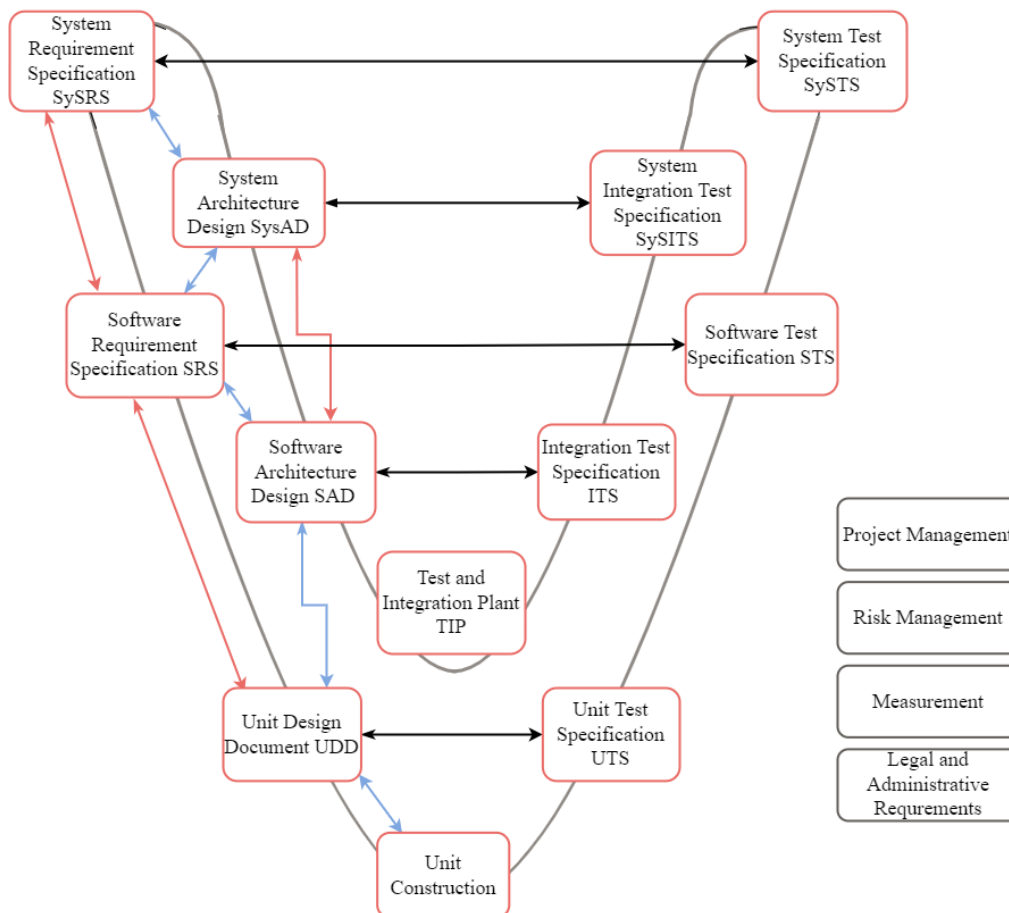 System
Requirement
Specification
SySRS
System Test
Specification
SySTS
System
Architecture
Design SysAD
System
Integration Test
Specification
SySITS
Software
Requirement
Specification SRS
Software Test
Specification STS
Software
Architecture
Design SAD
Integration Test
Specification
ITS
Project Management
Test and
Integration Plant
TIP
Risk Management
Unit Design
Document UDD
Unit Test
Specification
UTS
Measurement
Legal and
Administrative
Requrements
Unit
Construction